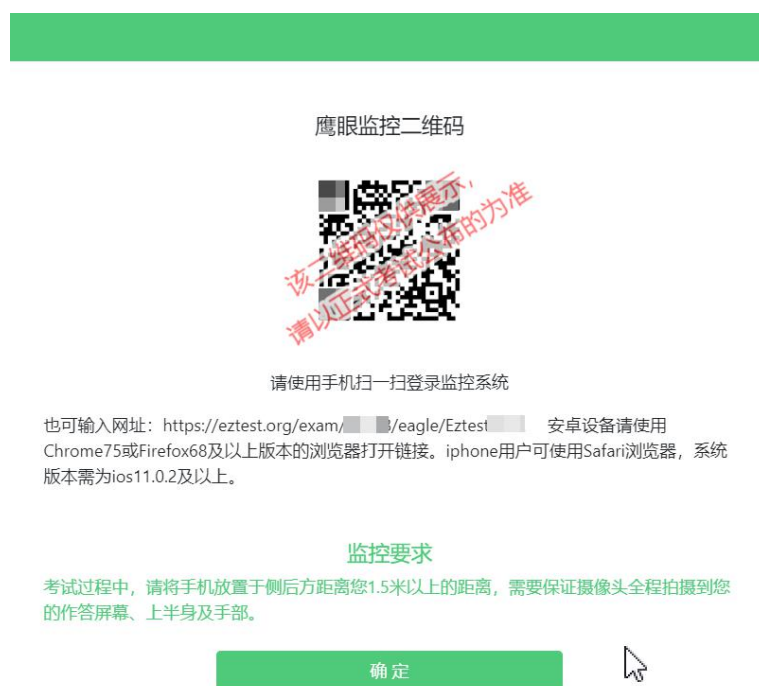 鹰眼监控二维码
该二维码仅供展示，
请以正式考试公布的为准
请使用手机扫一扫登录监控系统
也可输入网址：https://eztest.org/exam/ /eagle/Eztest 安卓设备请使用
Chrome75或Firefox68及以上版本的浏览器打开链接。iphone用户可使用Safari浏览器，系统
版本需为ios11.0.2及以上。
监控要求
考试过程中，请将手机放置于侧后方距离您1.5米以上的距离，需要保证摄像头全程拍摄到您
的作答屏幕、上半身及手部。
确定